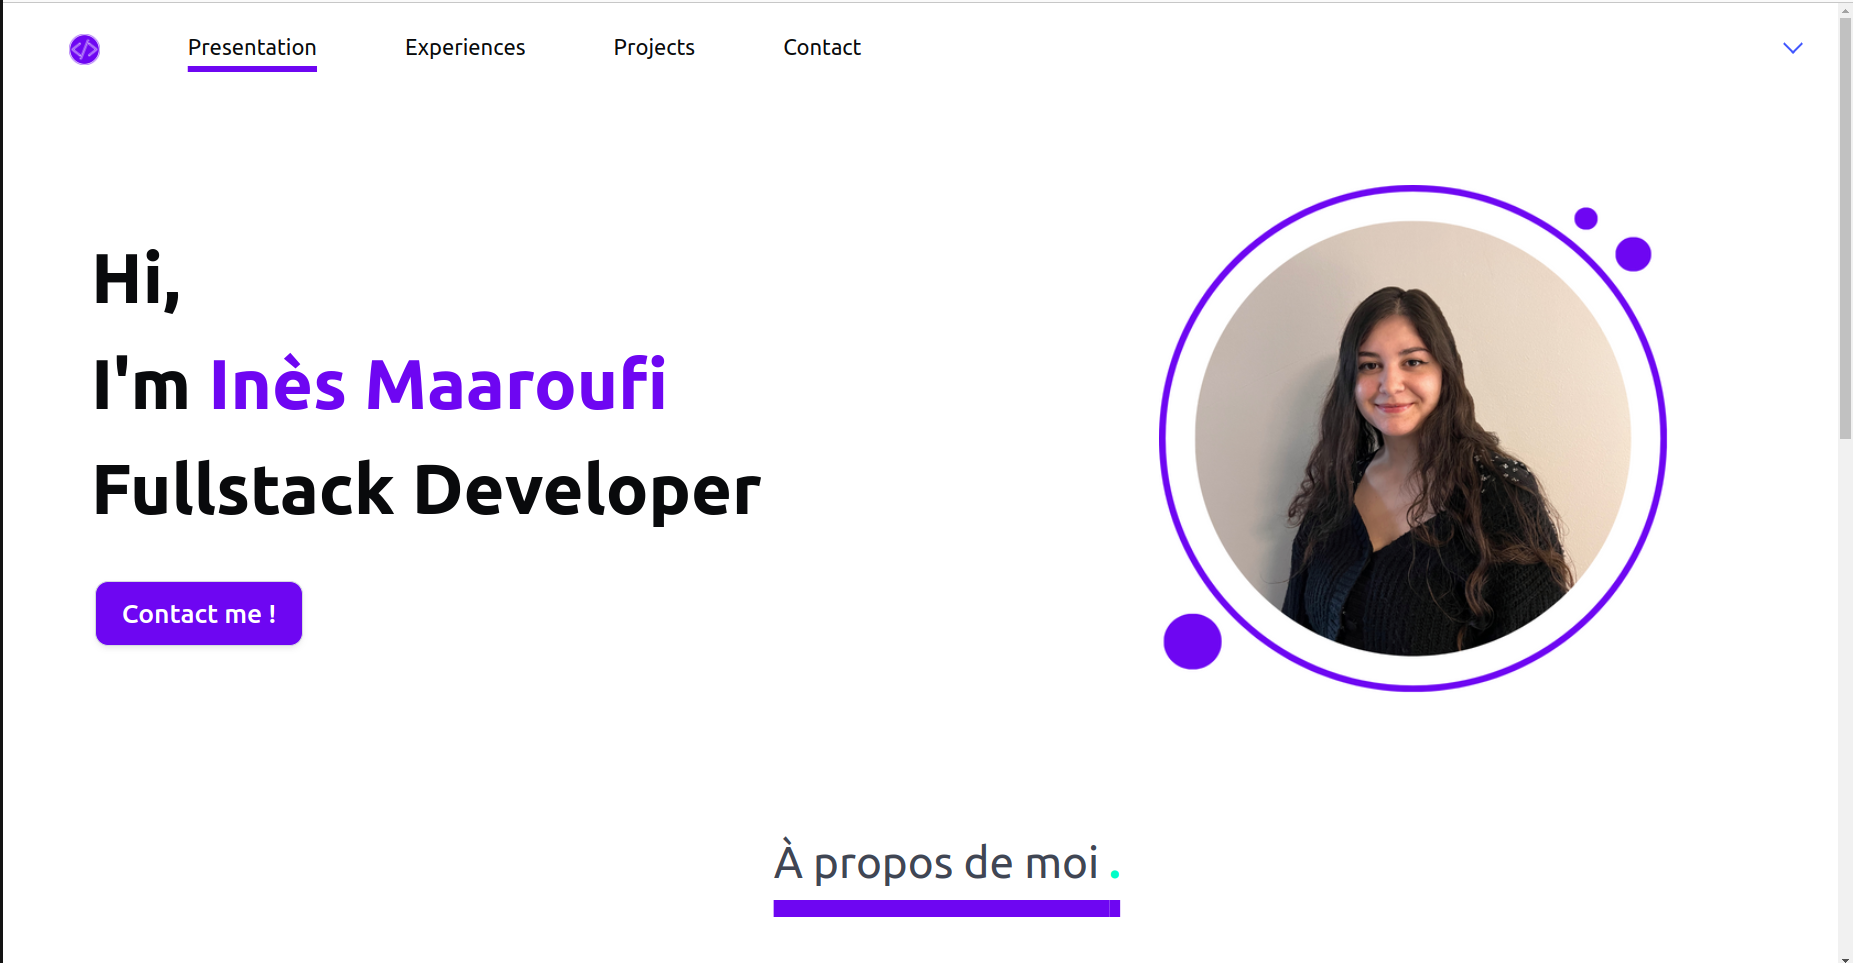 Presentation Experiences Projects Contact
Hi,
I'm Inès Maaroufi
Fullstack Developer
Contact me !
À propos de moi .